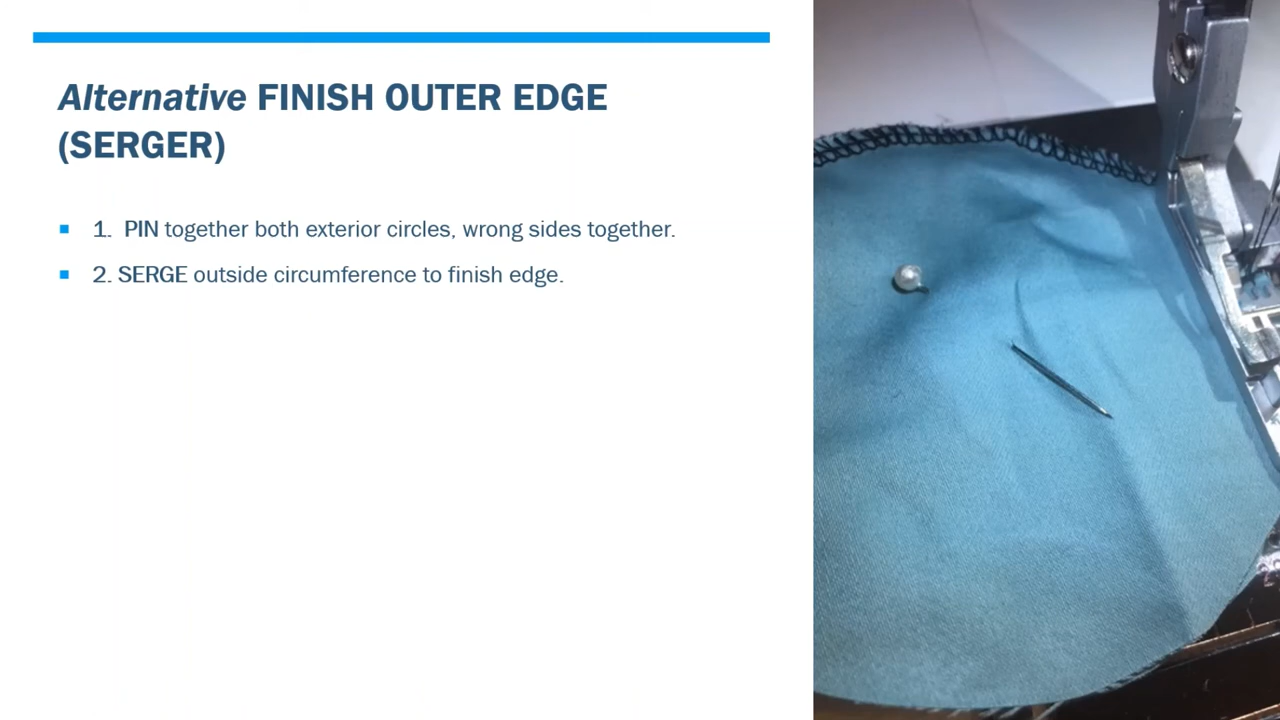 Alternative FINISH OUTER EDGE
(SERGER)
▪ 1. PIN together both exterior circles, wrong sides together.
▪ 2. SERGE outside circumference to finish edge.